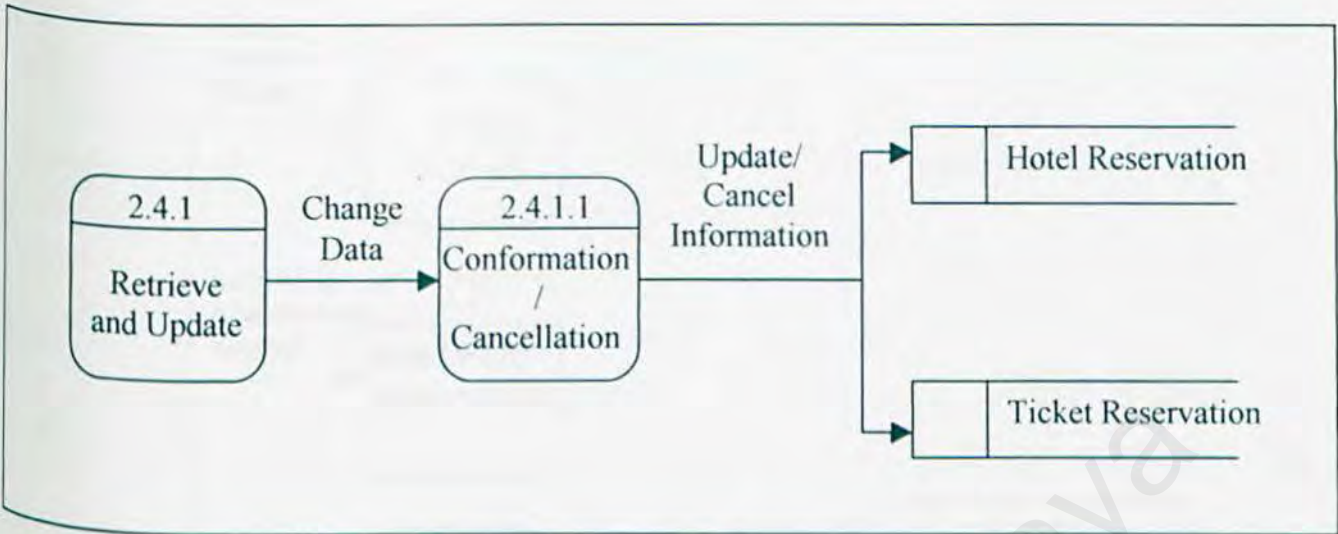 2.4.1
Retrieve
and Update
Change
Data
2.4.1.1
Conformation
/
Cancellation
Update/
Cancel
Information
Hotel Reservation
Ticket Reservation